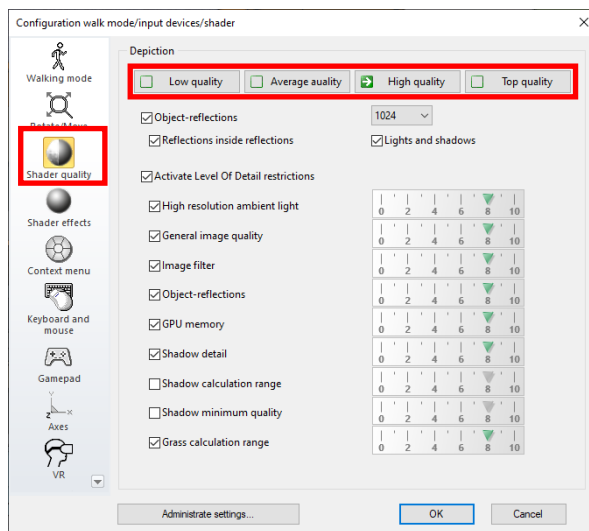 Configuration walk mode/input devices/shader
Walking mode
Rotate/Move
Shader quality
Shader effects
Context menu
Keyboard and
mouse
Gamepad
Y
Z
X
Axes
VR
Depiction
Low quality
Average auality
High quality
Top quality
Object-reflections
1024
Reflections inside reflections
Lights and shadows
Activate Level Of Detail restrictions
High resolution ambient light
0 2 4 6 8 10
General image quality
0 2 4 6 8 10
Image filter
0 2 4 6 8 10
Object-reflections
0 2 4 6 8 10
GPU memory
0 2 4 6 8 10
Shadow detail
0 2 4 6 8 10
Shadow calculation range
0 2 4 6 8 10
Shadow minimum quality
0 2 4 6 8 10
Grass calculation range
0 2 4 6 8 10
Administrate settings...
OK
Cancel